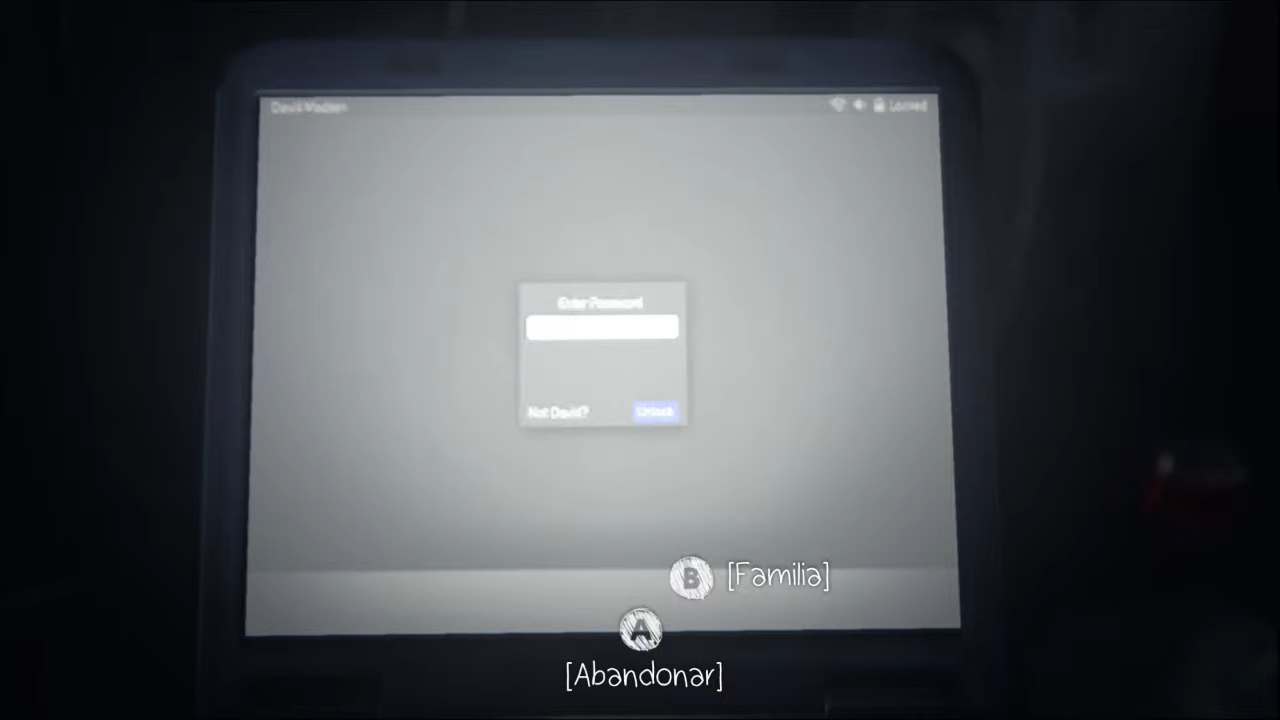 David Madsen
Locked
Enter Password
Not David?
Unlock
B [Familia]
A
[Abandonar]